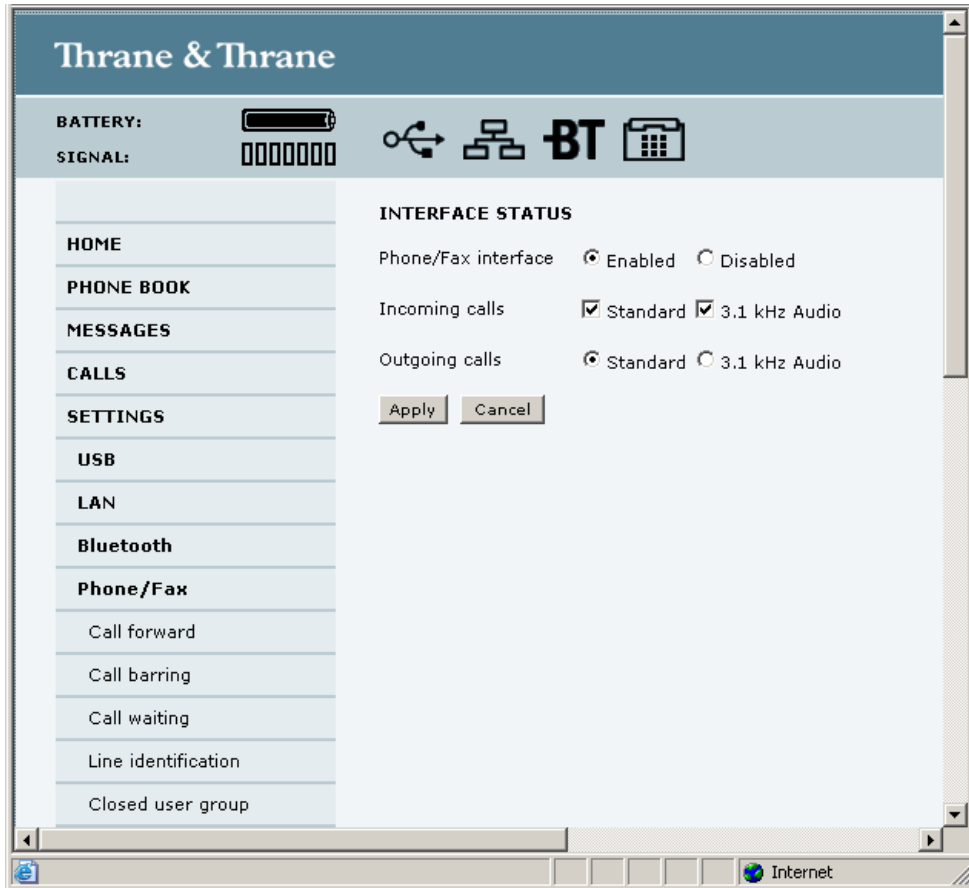 Thrane & Thrane
BATTERY:
SIGNAL:
BT
INTERFACE STATUS
Phone/Fax interface Enabled Disabled
Incoming calls Standard 3.1 kHz Audio
Outgoing calls Standard 3.1 kHz Audio
Apply Cancel
HOME
PHONE BOOK
MESSAGES
CALLS
SETTINGS
USB
LAN
Bluetooth
Phone/Fax
Call forward
Call barring
Call waiting
Line identification
Closed user group
Internet